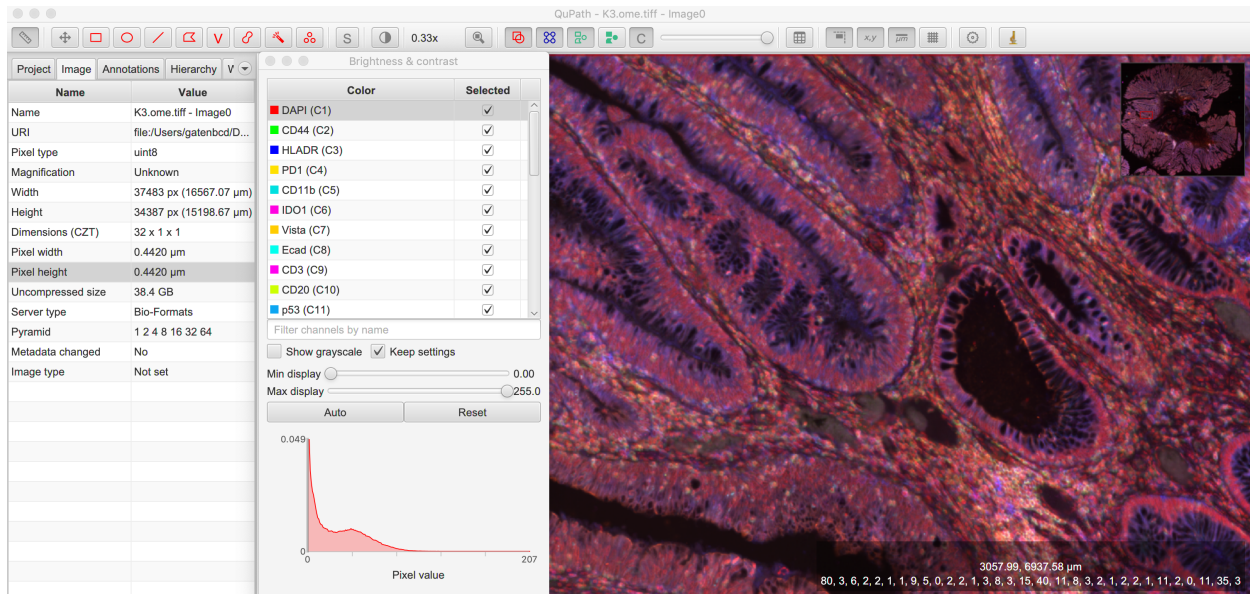 QuPath - K3.ome.tiff - Image0
V
S
0.33x
C
x,y
µm
Project Image Annotations Hierarchy
Name Value
Name K3.ome.tiff - Image0
URI file:/Users/gatenbcd/D...
Pixel type uint8
Magnification Unknown
Width 37483 px (16567.07 µm)
Height 34387 px (15198.67 µm)
Dimensions (CZT) 32 x 1 x 1
Pixel width 0.4420 µm
Pixel height 0.4420 µm
Uncompressed size 38.4 GB
Server type Bio-Formats
Pyramid 1 2 4 8 16 32 64
Metadata changed No
Image type Not set
Brightness & contrast
Color Selected
DAPI (C1)
CD44 (C2)
HLADR (C3)
PD1 (C4)
CD11b (C5)
IDO1 (C6)
Vista (C7)
Ecad (C8)
CD3 (C9)
CD20 (C10)
p53 (C11)
Filter channels by name
Show grayscale Keep settings
Min display 0.00
Max display 255.0
Auto Reset
0.049
0
0 207
Pixel value
3057.99, 6937.58 µm
80, 3, 6, 2, 2, 1, 1, 9, 5, 0, 2, 2, 1, 3, 8, 3, 15, 40, 11, 8, 3, 2, 1, 2, 2, 1, 11, 2, 0, 11, 35, 3